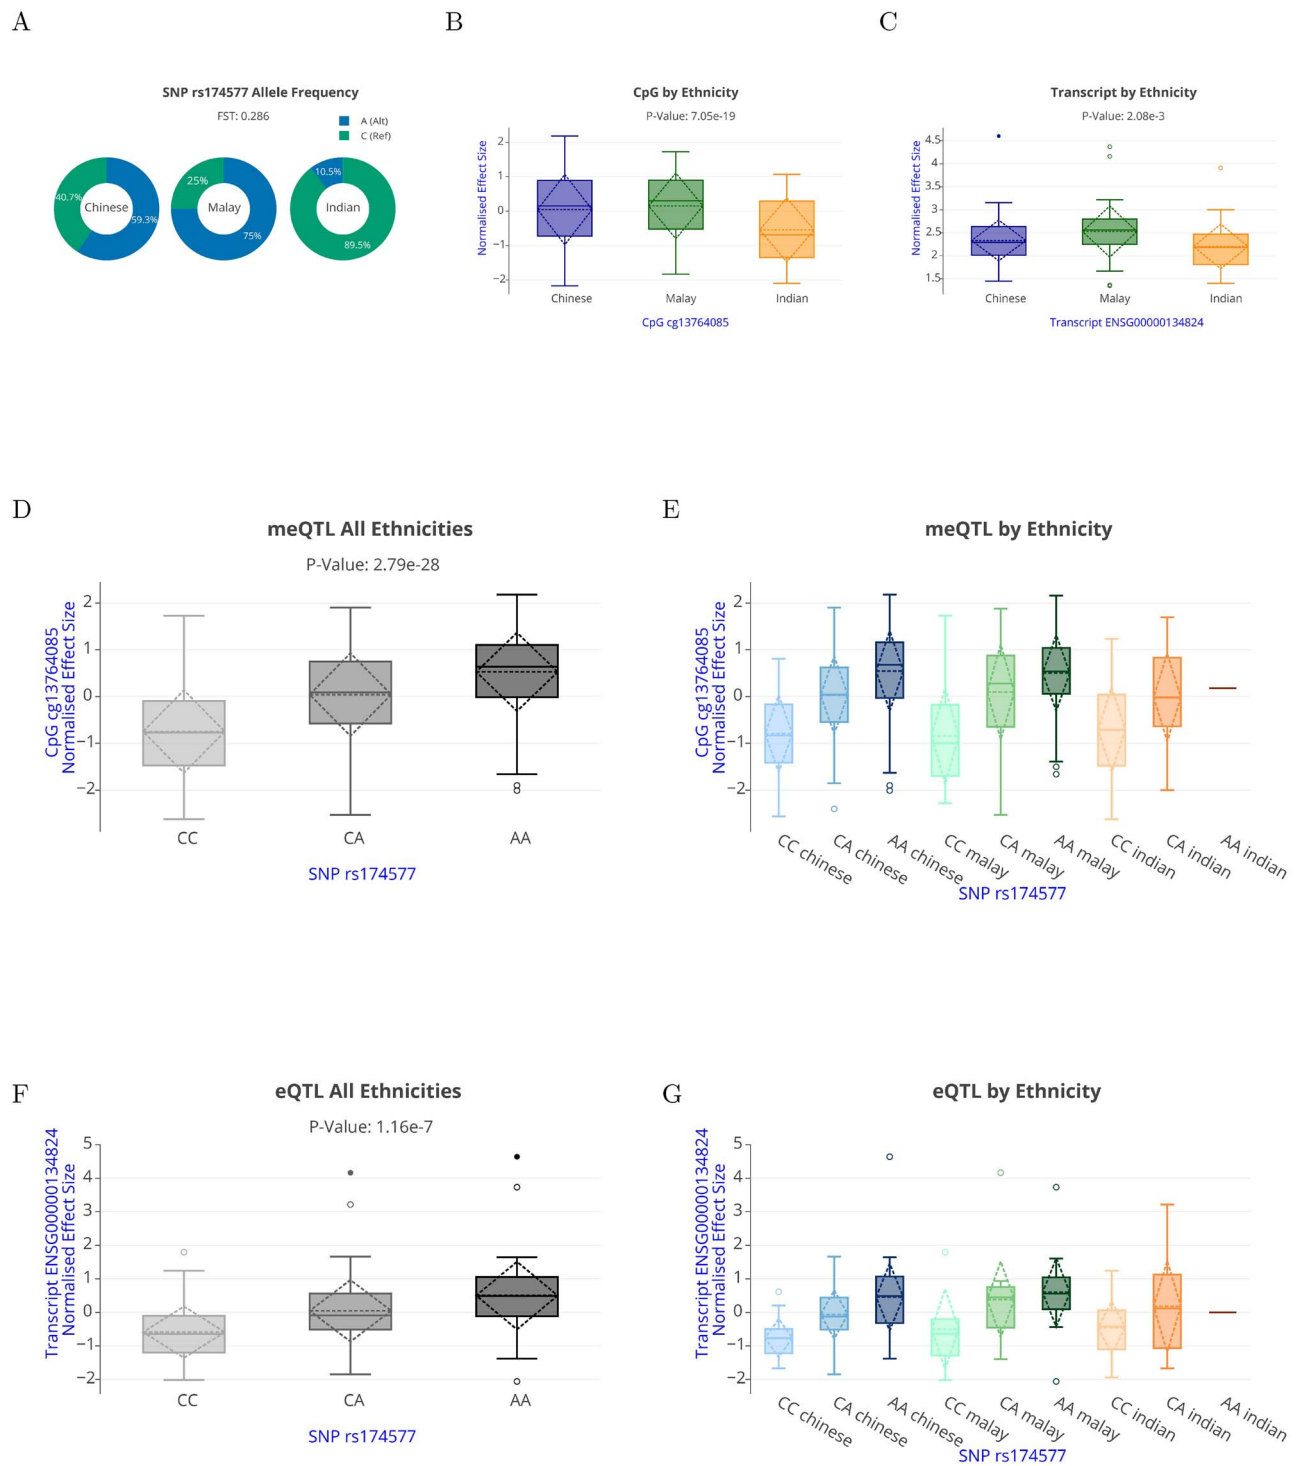 A
B
C
SNP rs174577 Allele Frequency
FST: 0.286
A (Alt)
C (Ref)
40.7%
Chinese
59.3%
25%
Malay
75%
10.5%
Indian
89.5%
CpG by Ethnicity
P-Value: 7.05e-19
Normalised Effect Size
2
1
0
−1
−2
Chinese
Malay
Indian
CpG cg13764085
Transcript by Ethnicity
P-Value: 2.08e-3
Normalised Effect Size
4.5
4
3.5
3
2.5
2
1.5
Chinese
Malay
Indian
Transcript ENSG00000134824
D
meQTL All Ethnicities
P-Value: 2.79e-28
CpG cg13764085
Normalised Effect Size
2
1
0
−1
−2
CC
CA
AA
SNP rs174577
E
meQTL by Ethnicity
CpG cg13764085
Normalised Effect Size
2
1
0
−1
−2
CC chinese
CA chinese
AA chinese
CC malay
CA malay
AA malay
CC indian
CA indian
AA indian
SNP rs174577
F
eQTL All Ethnicities
P-Value: 1.16e-7
Transcript ENSG00000134824
Normalised Effect Size
5
4
3
2
1
0
−1
−2
CC
CA
AA
SNP rs174577
G
eQTL by Ethnicity
Transcript ENSG00000134824
Normalised Effect Size
5
4
3
2
1
0
−1
−2
CC chinese
CA chinese
AA chinese
CC malay
CA malay
AA malay
CC indian
CA indian
AA indian
SNP rs174577